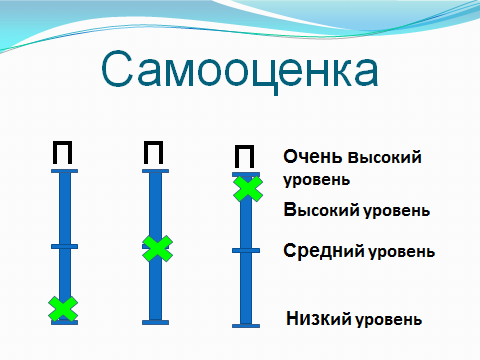 Самооценка
П П П
Очень высокий
уровень
Высокий уровень
Средний уровень
Низкий уровень